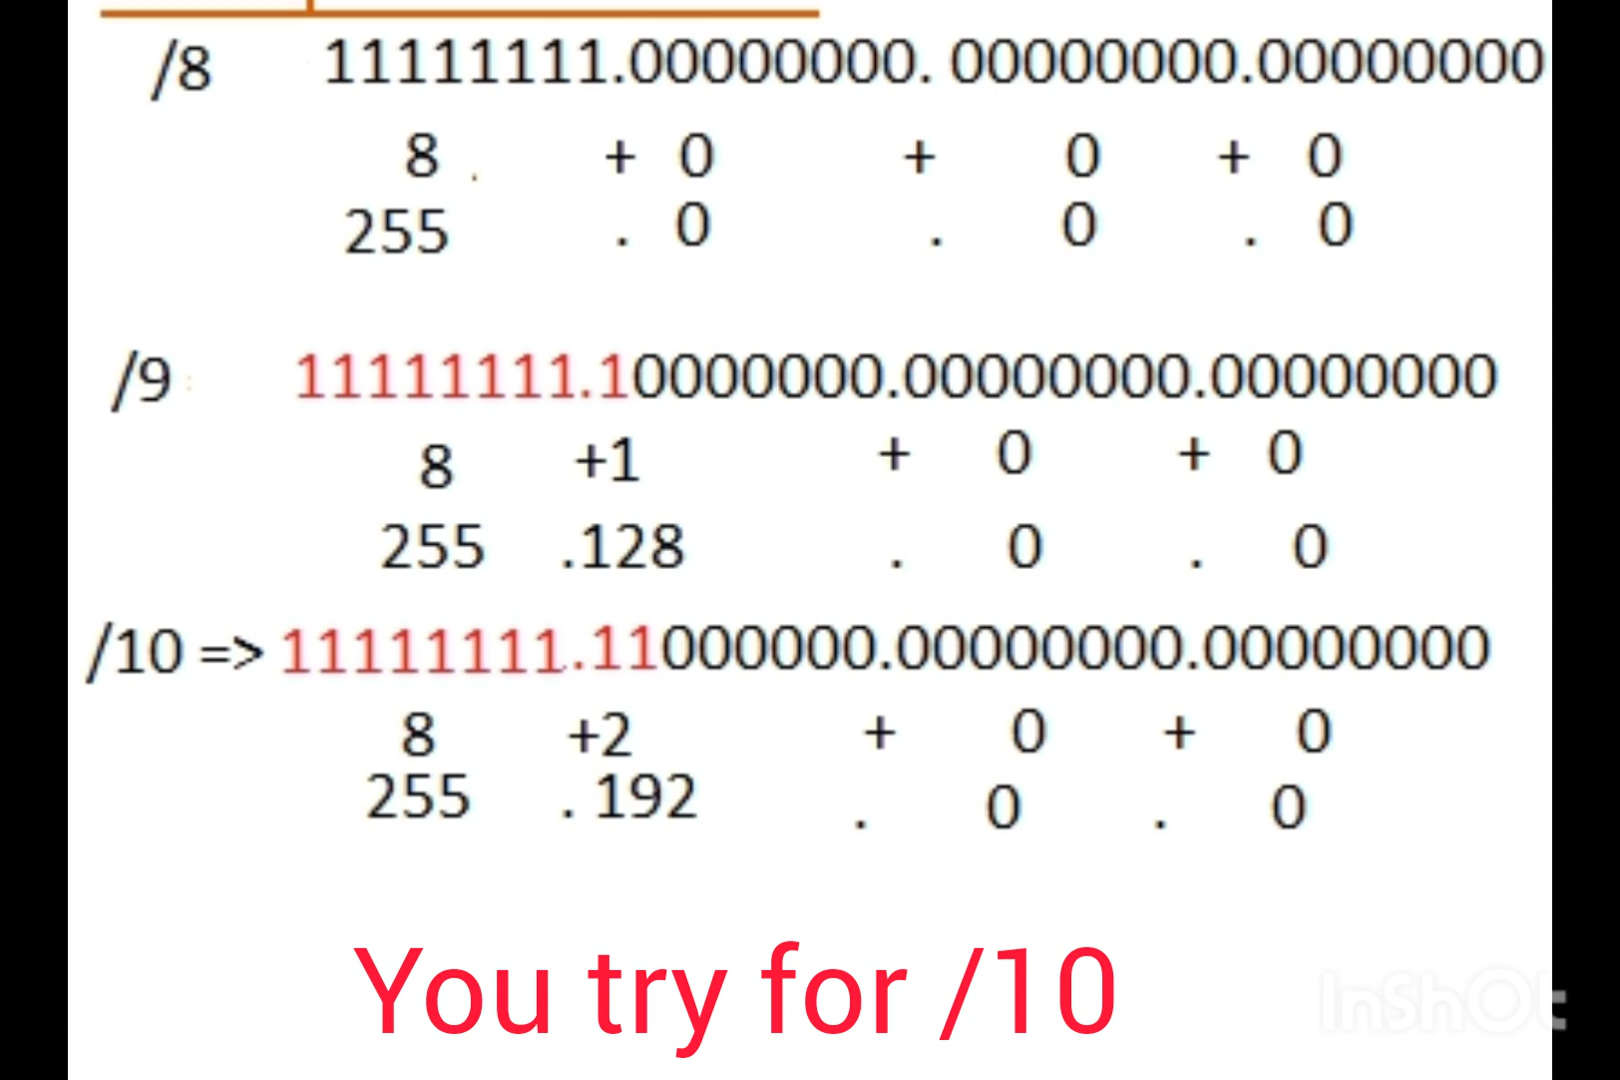 /8 11111111.00000000. 00000000.00000000
8 . + 0 + 0 + 0
255 . 0 . 0 . 0
/9 11111111.10000000.00000000.00000000
8 +1 + 0 + 0
255 .128 . 0 . 0
/10 => 11111111.11000000.00000000.00000000
8 +2 + 0 + 0
255 . 192 . 0 . 0
You try for /10
InShOt